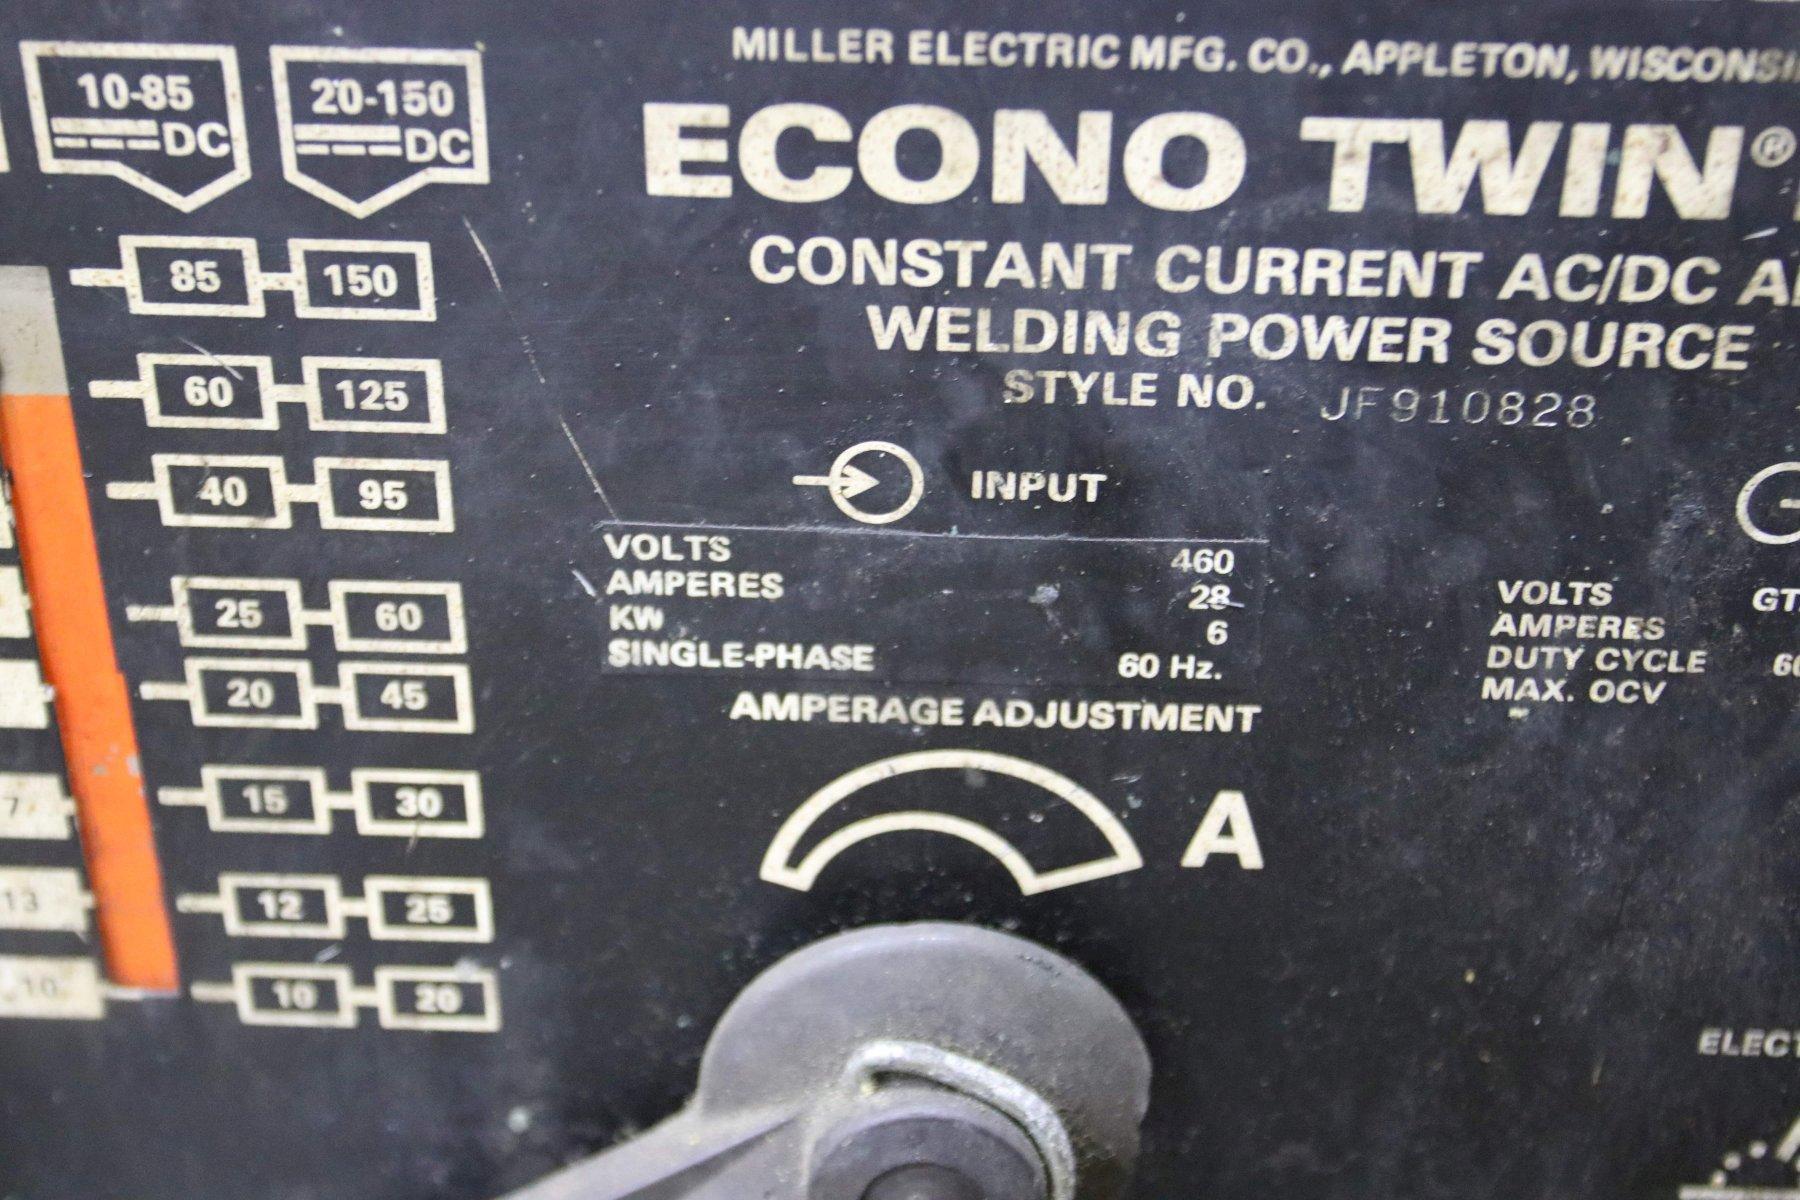 10-85
DC
20-150
DC
85 150
60 125
40 95
25 60
20 45
15 30
12 25
10 20
7
13
10
MILLER ELECTRIC MFG. CO., APPLETON,
ECONO TWIN®
CONSTANT CURRENT AC/DC
WELDING POWER SOURCE
STYLE NO. JF910828
INPUT
VOLTS 460
AMPERES 28
KW 6
SINGLE-PHASE 60 Hz.
AMPERAGE ADJUSTMENT
A
VOLTS
AMPERES
DUTY CYCLE
MAX. OCV